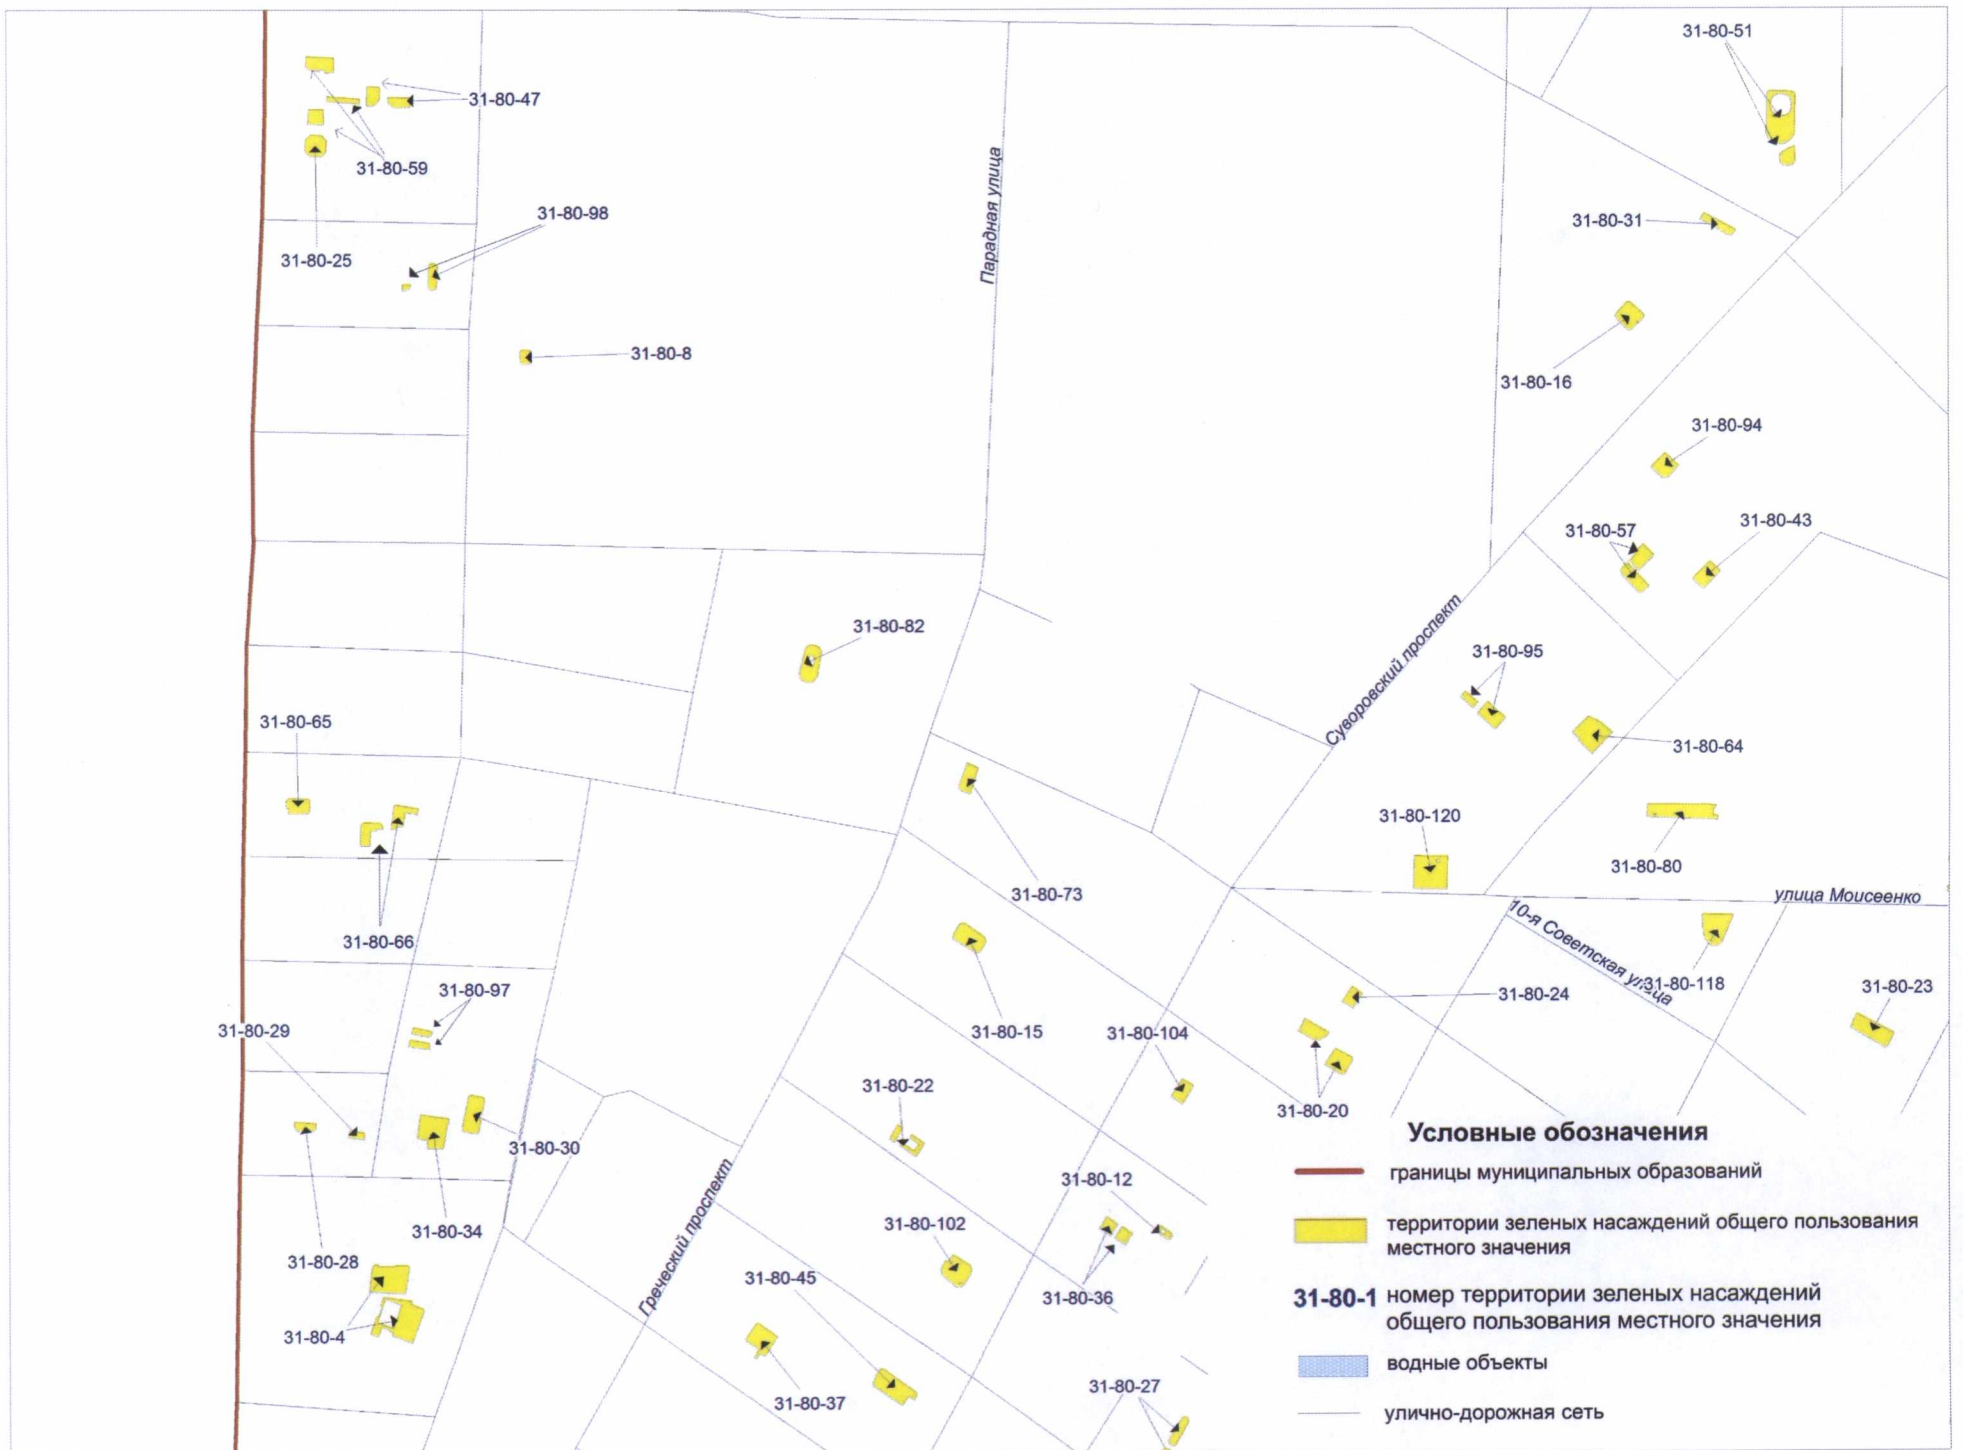 31-80-51
31-80-47
31-80-59
31-80-98
31-80-31
31-80-25
Парадная улица
31-80-8
31-80-16
31-80-94
31-80-57
31-80-43
31-80-82
Суворовский проспект
31-80-95
31-80-65
31-80-64
31-80-120
31-80-80
31-80-73
улица Моисеенко
10-я Советская улица
31-80-66
31-80-118
31-80-23
31-80-97
31-80-24
31-80-29
31-80-15
31-80-104
31-80-22
31-80-20
31-80-30
31-80-12
31-80-34
31-80-102
31-80-28
Греческий проспект
31-80-45
31-80-36
31-80-4
31-80-37
31-80-27
Условные обозначения
границы муниципальных образований
территории зеленых насаждений общего пользования
местного значения
31-80-1 номер территории зеленых насаждений
общего пользования местного значения
водные объекты
улично-дорожная сеть